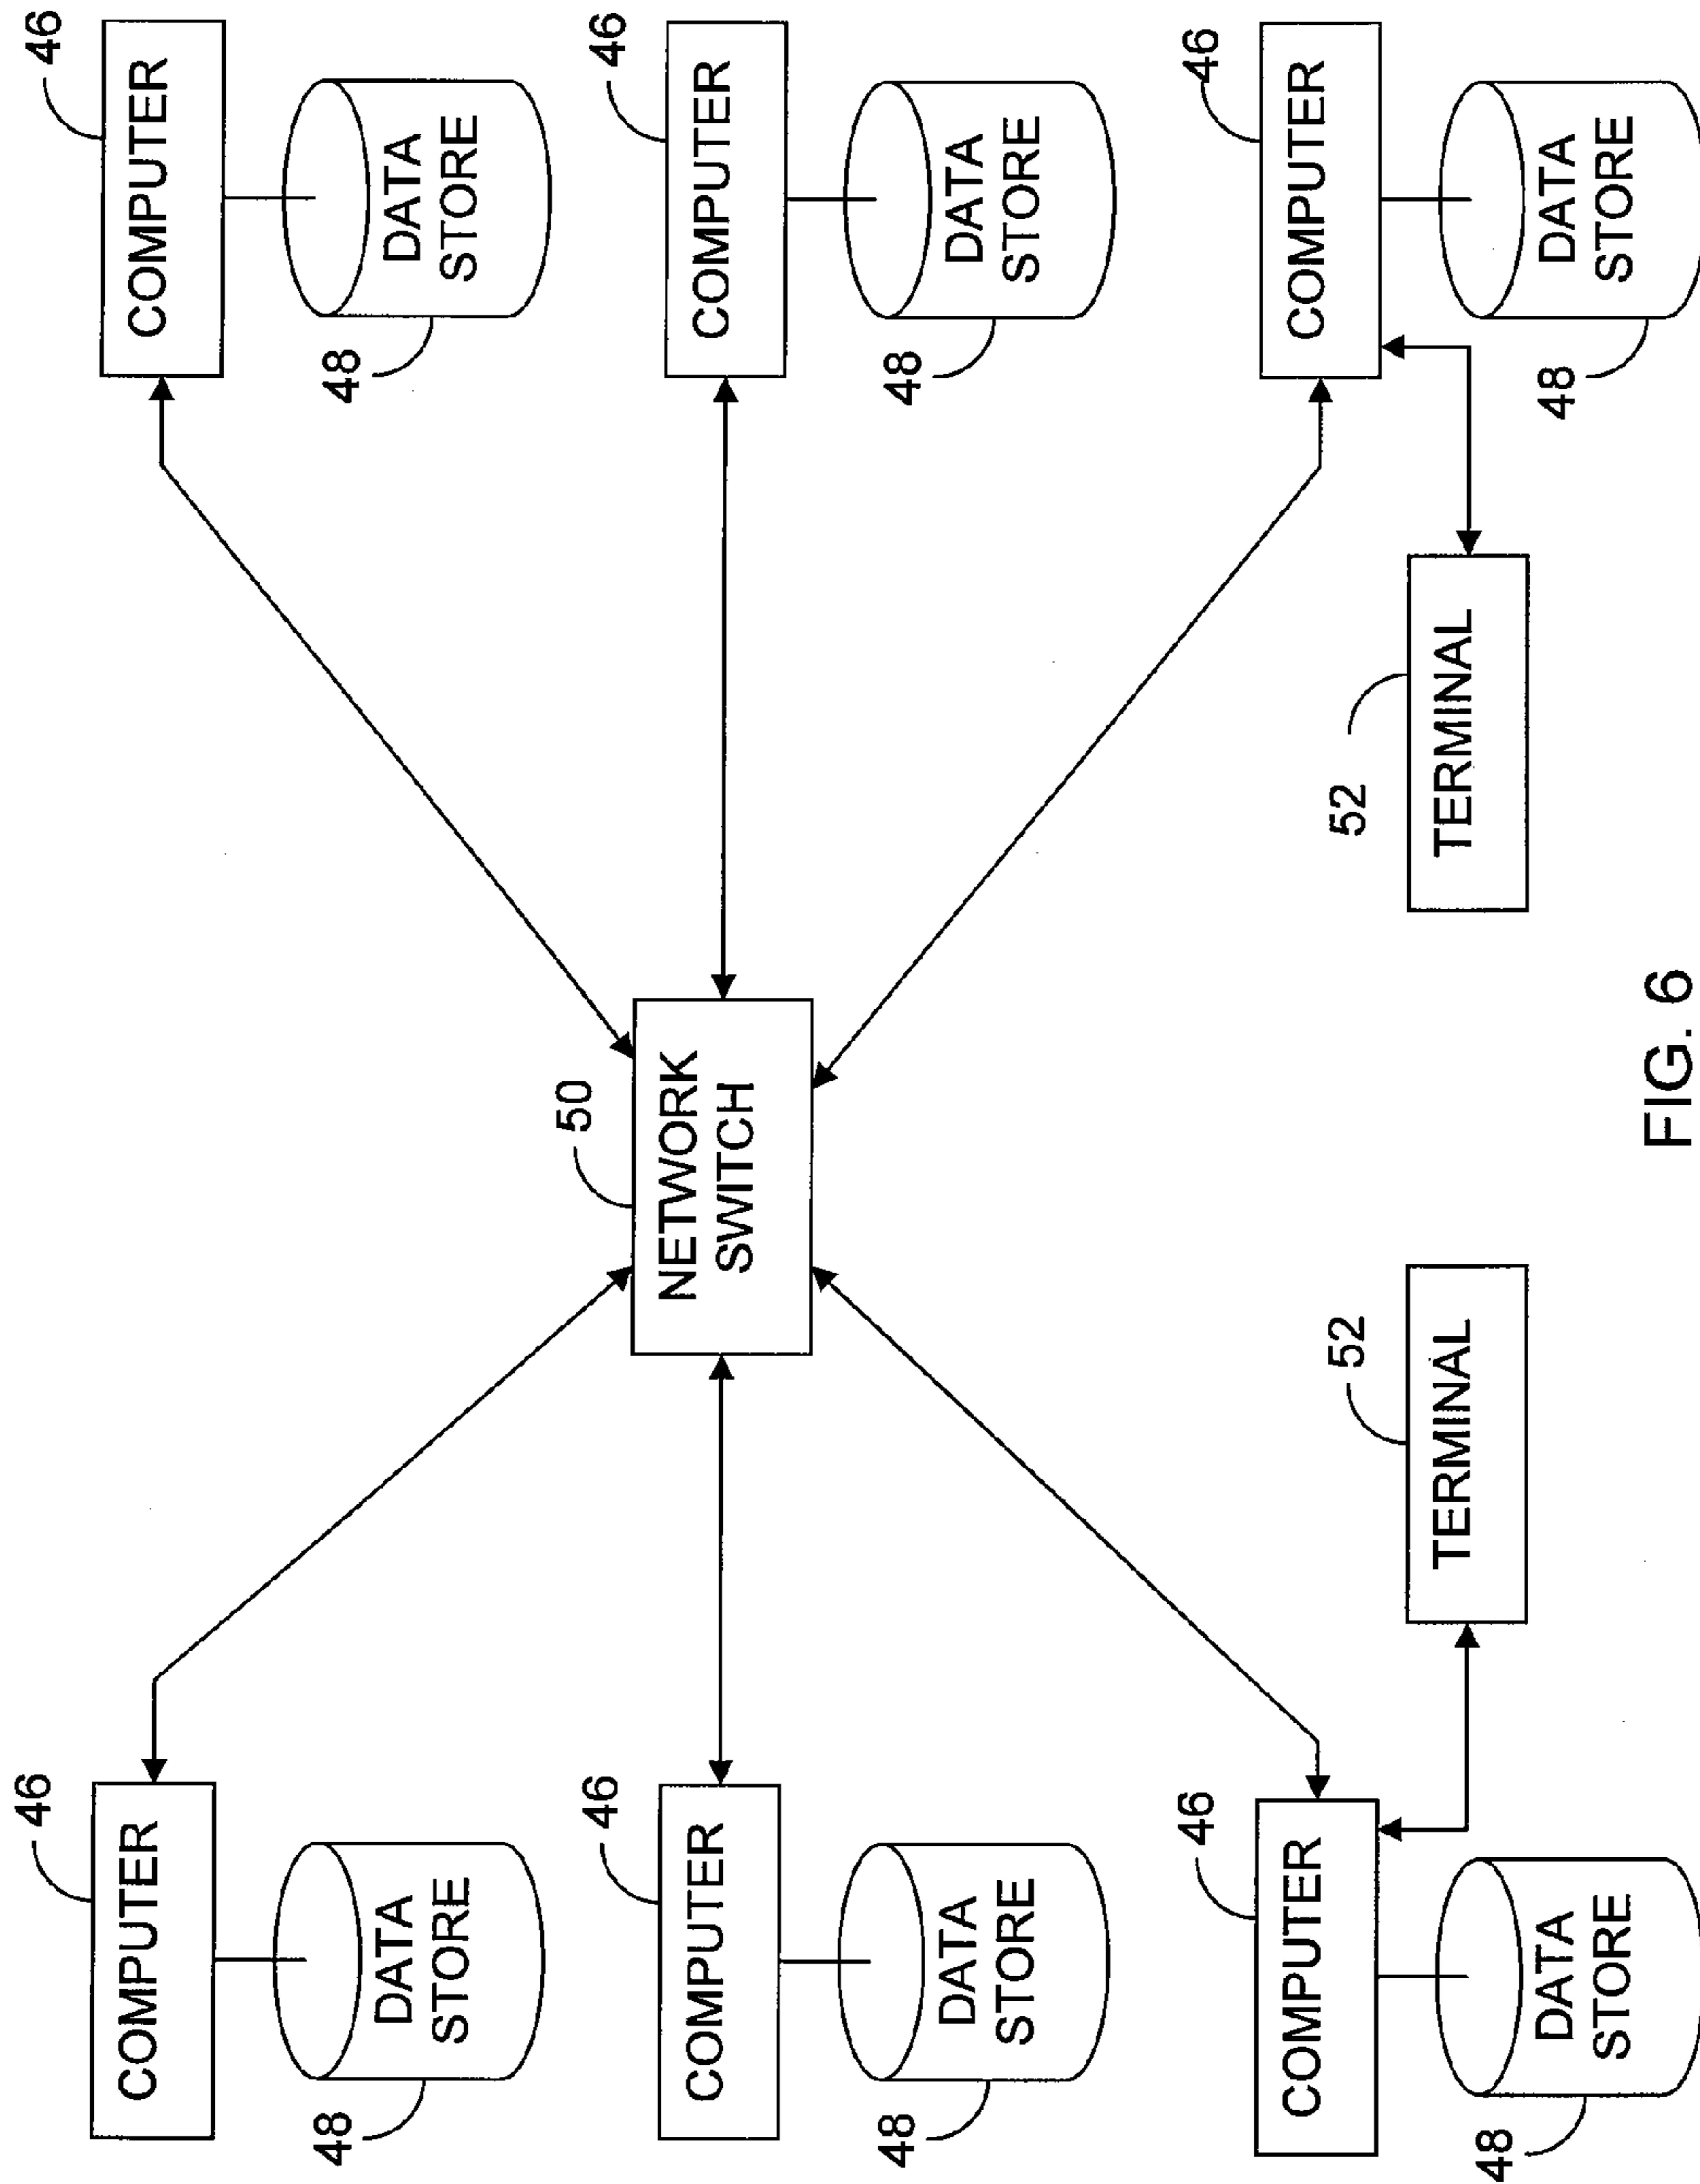 46
COMPUTER
48
DATA
STORE
46
COMPUTER
48
DATA
STORE
46
COMPUTER
48
DATA
STORE
50
NETWORK
SWITCH
46
COMPUTER
48
DATA
STORE
46
COMPUTER
48
DATA
STORE
52
TERMINAL
52
TERMINAL
46
COMPUTER
48
DATA
STORE
FIG. 6